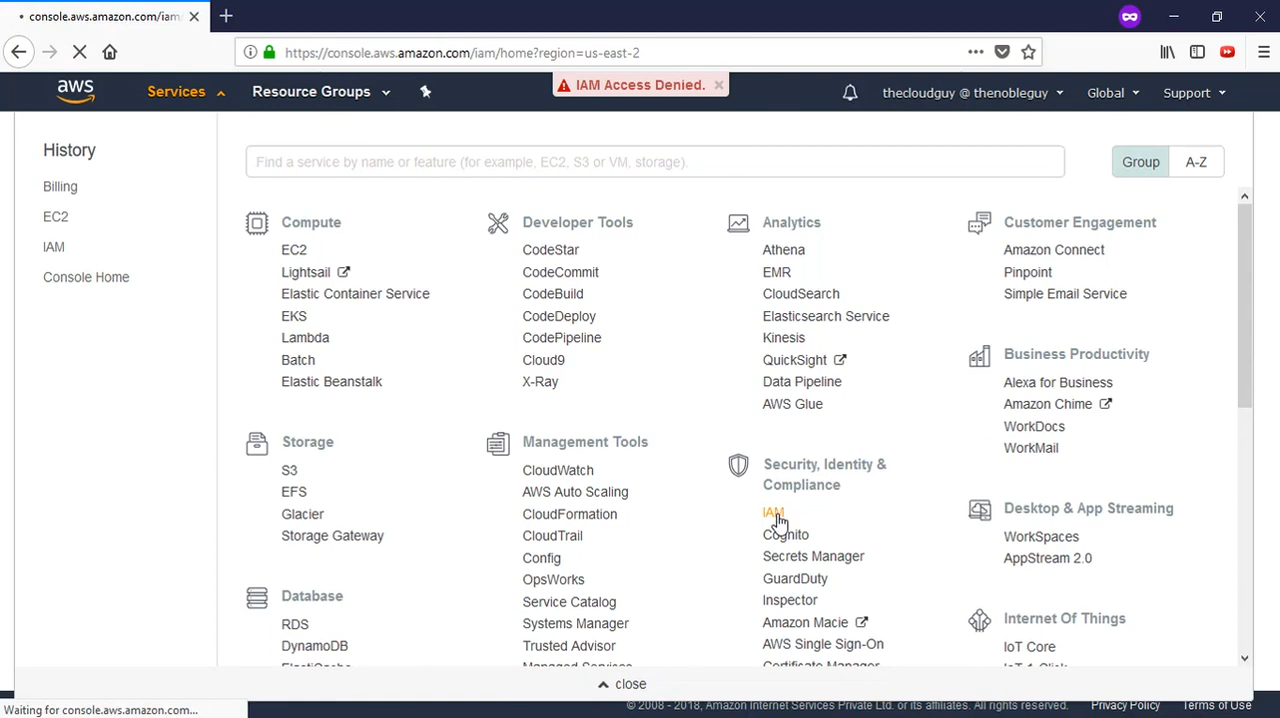 console.aws.amazon.com/iam
https://console.aws.amazon.com/iam/home?region=us-east-2
aws
Services
Resource Groups
IAM Access Denied.
thecloudguy @ thenobleguy
Global
Support
History
Billing
EC2
IAM
Console Home
Find a service by name or feature (for example, EC2, S3 or VM, storage).
Group
A-Z
Compute
EC2
Lightsail
Elastic Container Service
EKS
Lambda
Batch
Elastic Beanstalk
Storage
S3
EFS
Glacier
Storage Gateway
Database
RDS
DynamoDB
ElastiCache
Developer Tools
CodeStar
CodeCommit
CodeBuild
CodeDeploy
CodePipeline
Cloud9
X-Ray
Management Tools
CloudWatch
AWS Auto Scaling
CloudFormation
CloudTrail
Config
OpsWorks
Service Catalog
Systems Manager
Trusted Advisor
Managed Services
Analytics
Athena
EMR
CloudSearch
Elasticsearch Service
Kinesis
QuickSight
Data Pipeline
AWS Glue
Security, Identity &
Compliance
IAM
Cognito
Secrets Manager
GuardDuty
Inspector
Amazon Macie
AWS Single Sign-On
Certificate Manager
Customer Engagement
Amazon Connect
Pinpoint
Simple Email Service
Business Productivity
Alexa for Business
Amazon Chime
WorkDocs
WorkMail
Desktop & App Streaming
WorkSpaces
AppStream 2.0
Internet Of Things
IoT Core
IoT 1-Click
close
Waiting for console.aws.amazon.com...
© 2008 - 2018, Amazon Internet Services Private Ltd. or its affiliates. All rights reserved.
Privacy Policy
Terms of Use